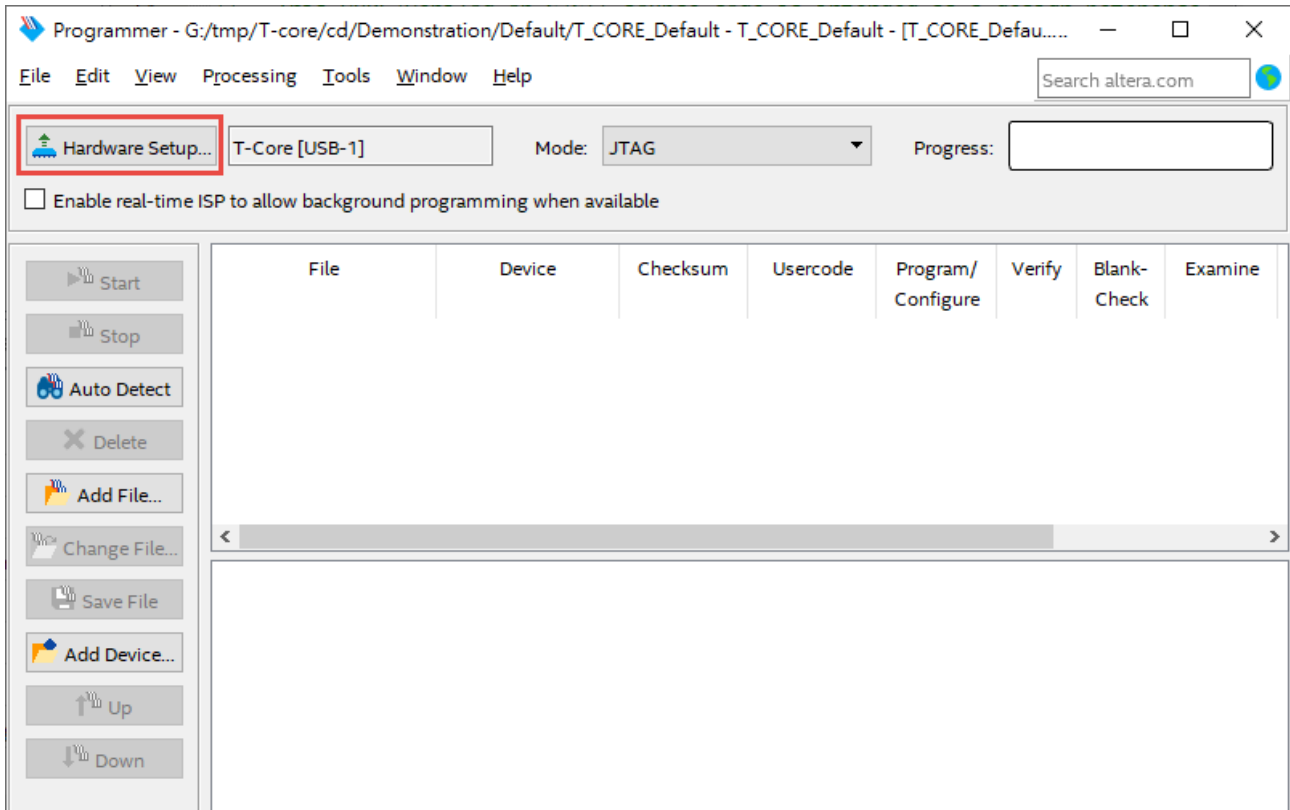 Programmer - G:/tmp/T-core/cd/Demonstration/Default/T_CORE_Default - T_CORE_Default - [T_CORE_Defau.....
File Edit View Processing Tools Window Help
Search altera.com
Hardware Setup... T-Core [USB-1] Mode: JTAG Progress:
Enable real-time ISP to allow background programming when available
File Device Checksum Usercode Program/ Verify Blank- Examine
Configure Check
Start
Stop
Auto Detect
Delete
Add File...
Change File...
Save File
Add Device...
Up
Down